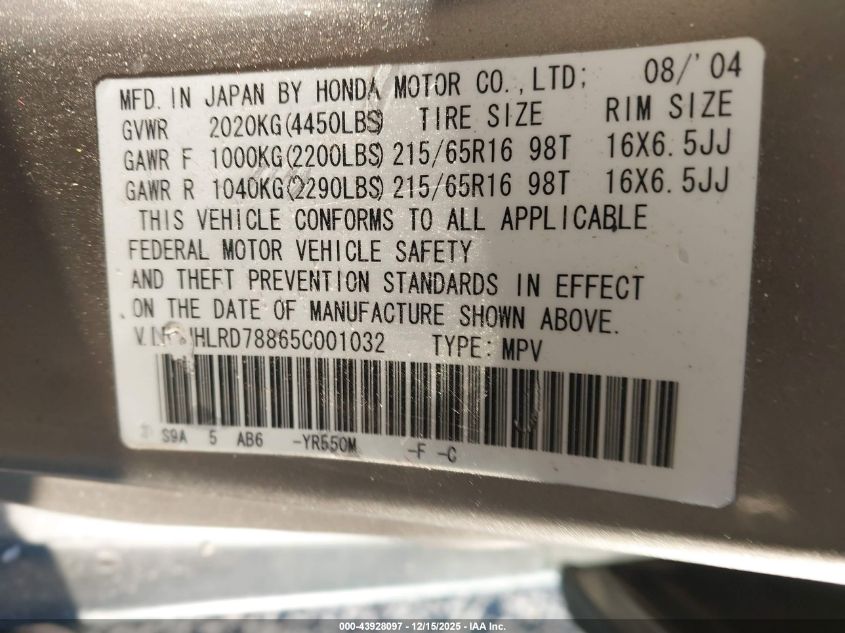 MFD. IN JAPAN BY HONDA MOTOR CO.,LTD; 08/'04
GVWR 2020KG(4450LBS) TIRE SIZE RIM SIZE
GAWR F 1000KG(2200LBS) 215/65R16 98T 16X6.5JJ
GAWR R 1040KG(2290LBS) 215/65R16 98T 16X6.5JJ
THIS VEHICLE CONFORMS TO ALL APPLICABLE
FEDERAL MOTOR VEHICLE SAFETY
AND THEFT PREVENTION STANDARDS IN EFFECT
ON THE DATE OF MANUFACTURE SHOWN ABOVE.
JHLRD78865C001032 TYPE: MPV
S9A 5 AB6 -YR550M -F -C
000-43928097 - 12/15/2025 - IAA Inc.